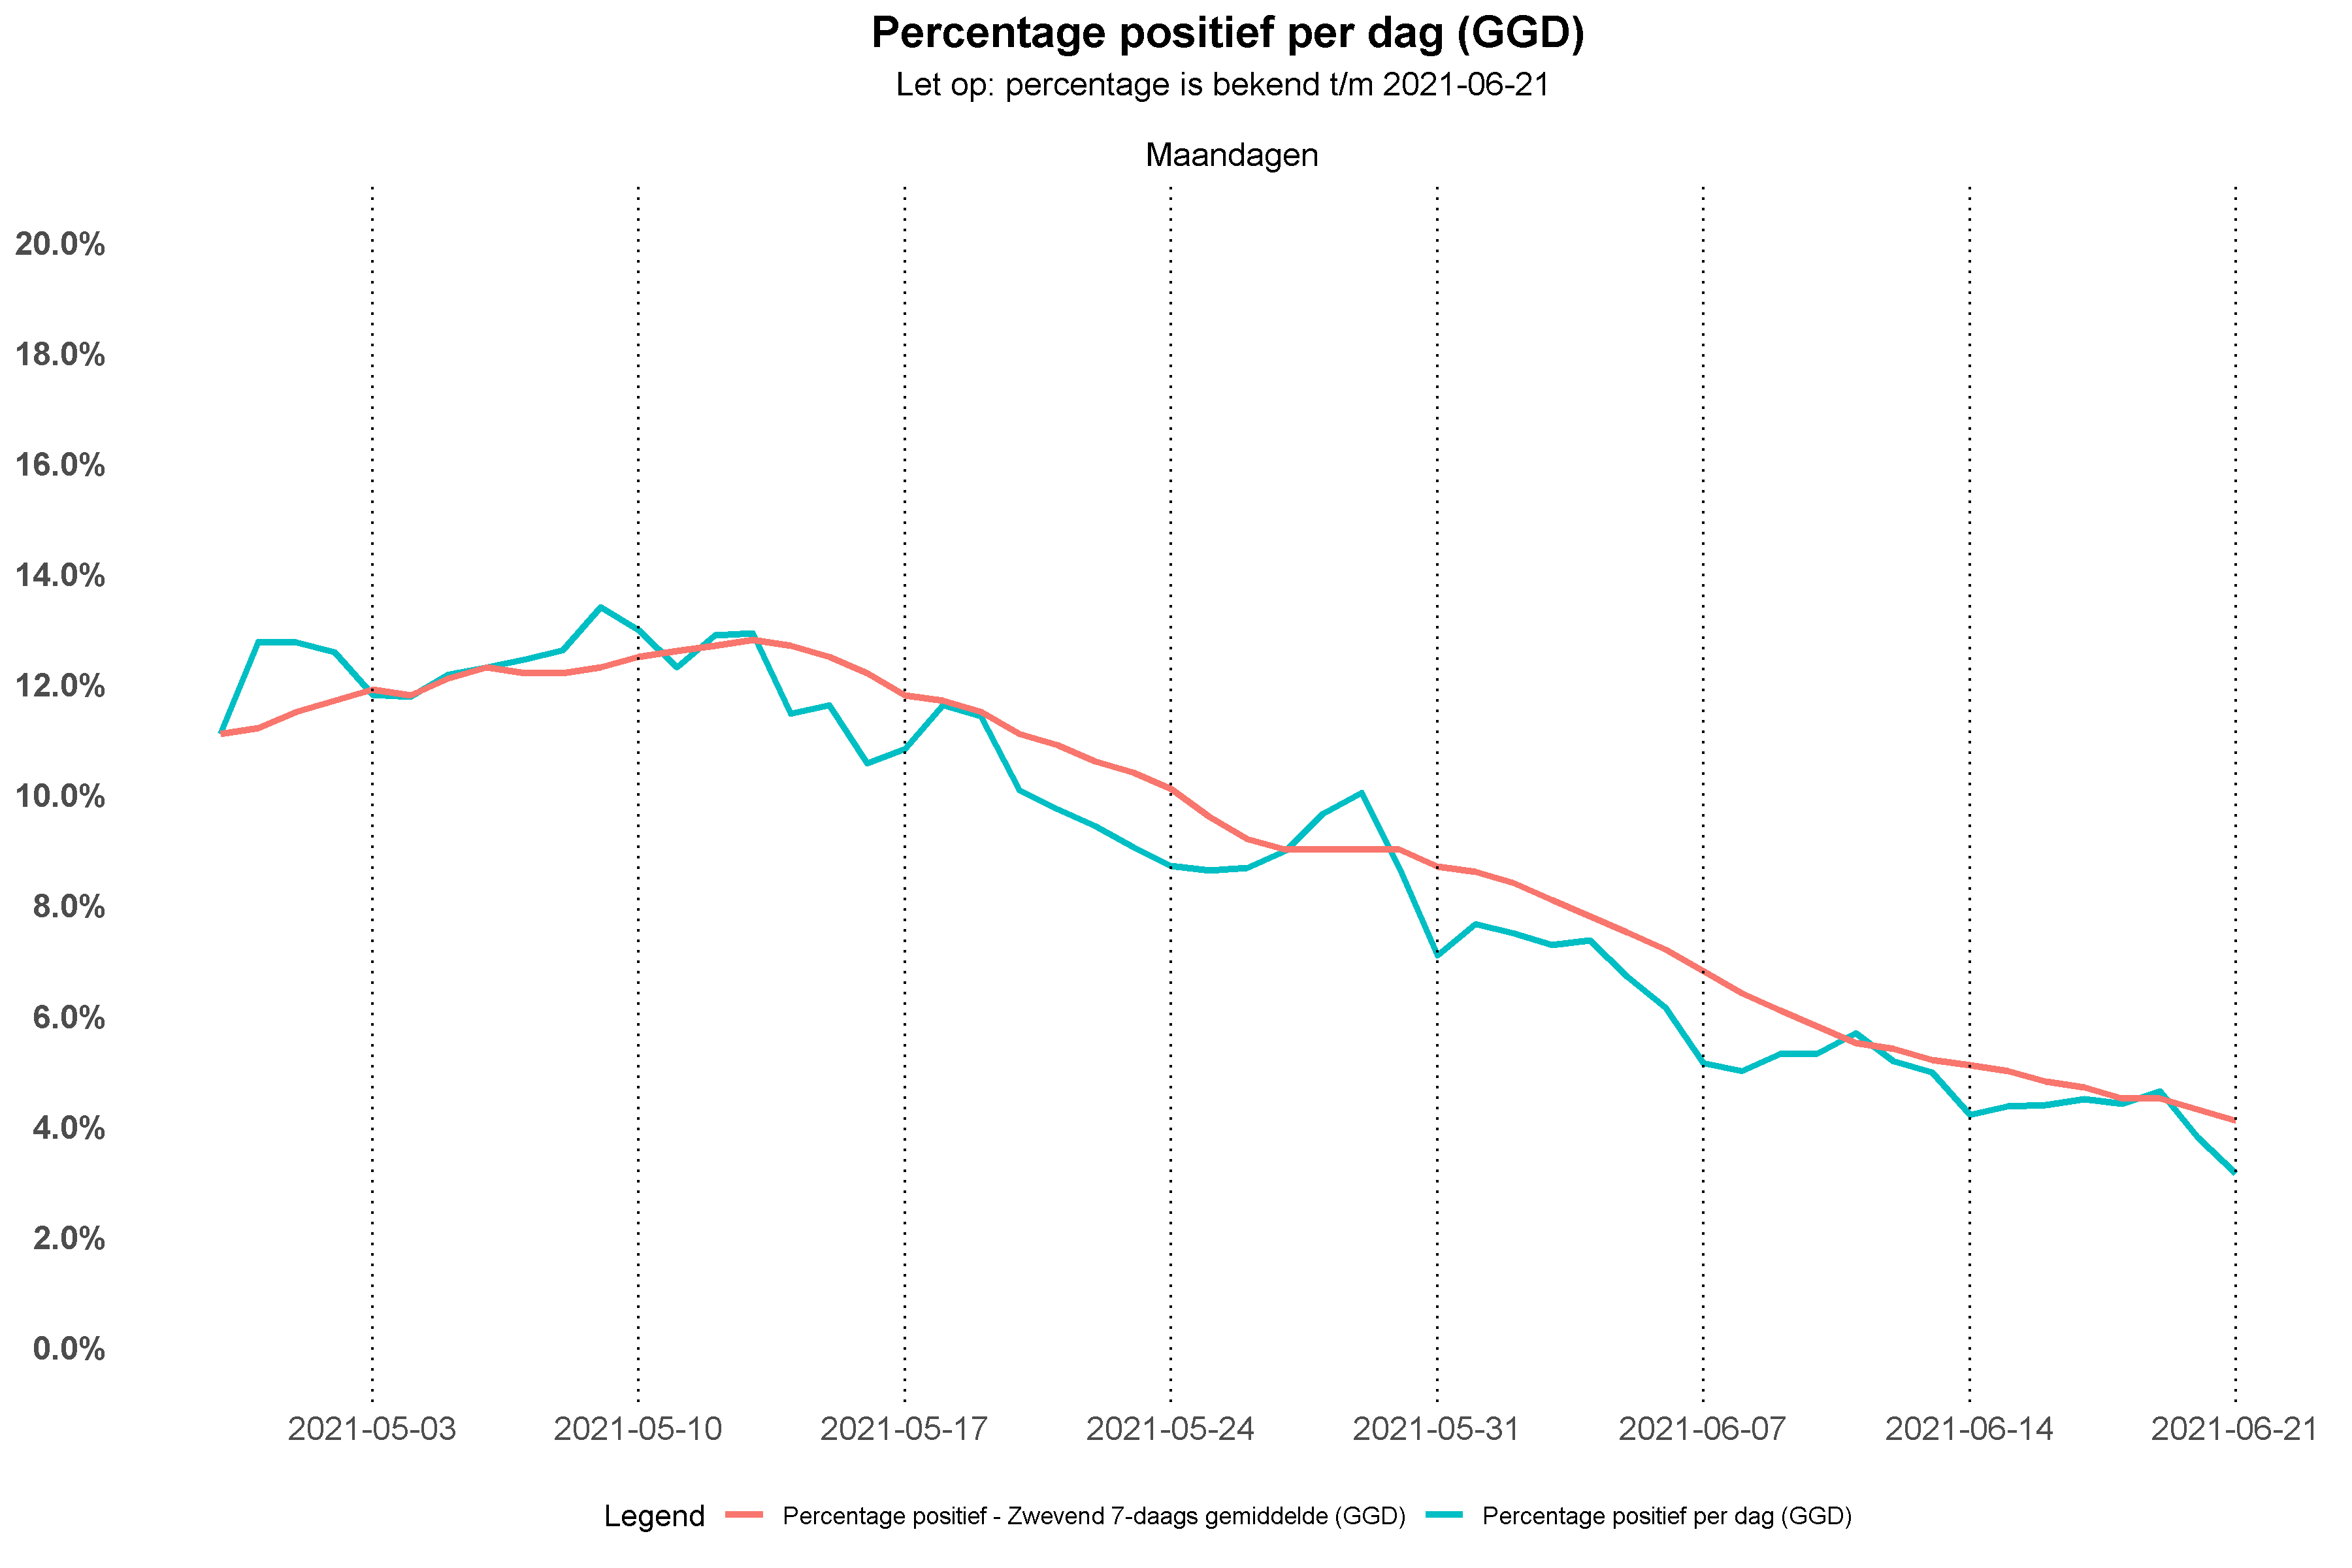 Percentage positief per dag (GGD)
Let op: percentage is bekend t/m 2021-06-21
Maandagen
20.0%
18.0%
16.0%
14.0%
12.0%
10.0%
8.0%
6.0%
4.0%
2.0%
0.0%
2021-05-03 2021-05-10 2021-05-17 2021-05-24 2021-05-31 2021-06-07 2021-06-14 2021-06-21
Legend Percentage positief - Zwevend 7-daags gemiddelde (GGD) Percentage positief per dag (GGD)